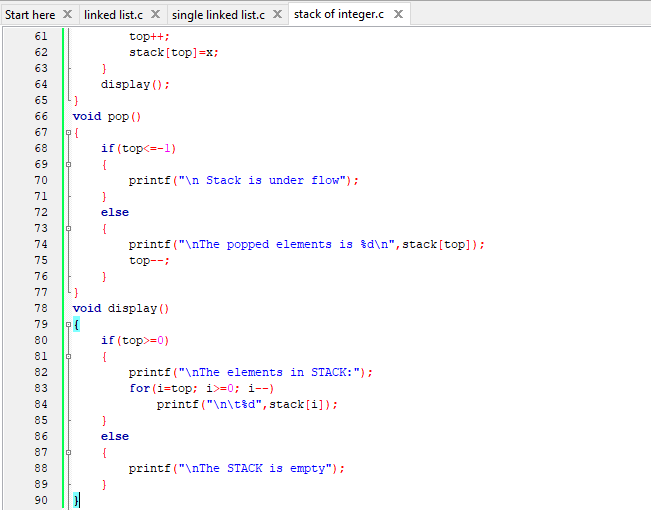 Start here linked list.c single linked list.c stack of integer.c
61 top++;
62 stack[top]=x;
63 }
64 display();
65 }
66 void pop()
67 {
68 if(top<=-1)
69 {
70 printf("\n Stack is under flow");
71 }
72 else
73 {
74 printf("\nThe popped elements is %d\n",stack[top]);
75 top--;
76 }
77 }
78 void display()
79 {
80 if(top>=0)
81 {
82 printf("\nThe elements in STACK:");
83 for(i=top; i>=0; i--)
84 printf("\n\t%d",stack[i]);
85 }
86 else
87 {
88 printf("\nThe STACK is empty");
89 }
90 }